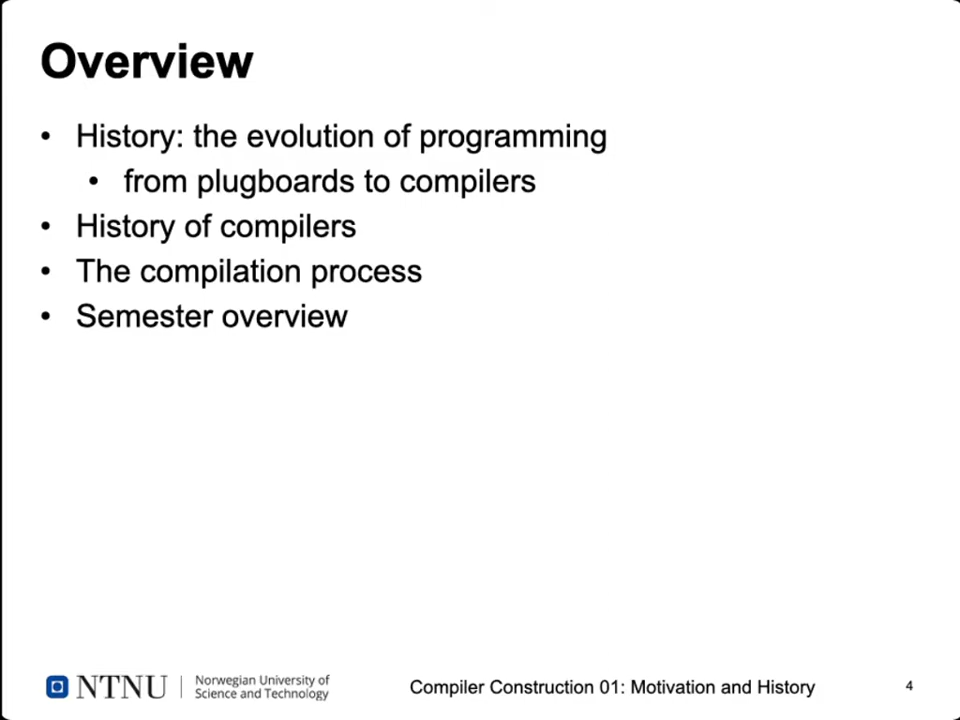 Overview
• History: the evolution of programming
• from plugboards to compilers
• History of compilers
• The compilation process
• Semester overview
NTNU
Norwegian University of
Science and Technology
Compiler Construction 01: Motivation and History
4